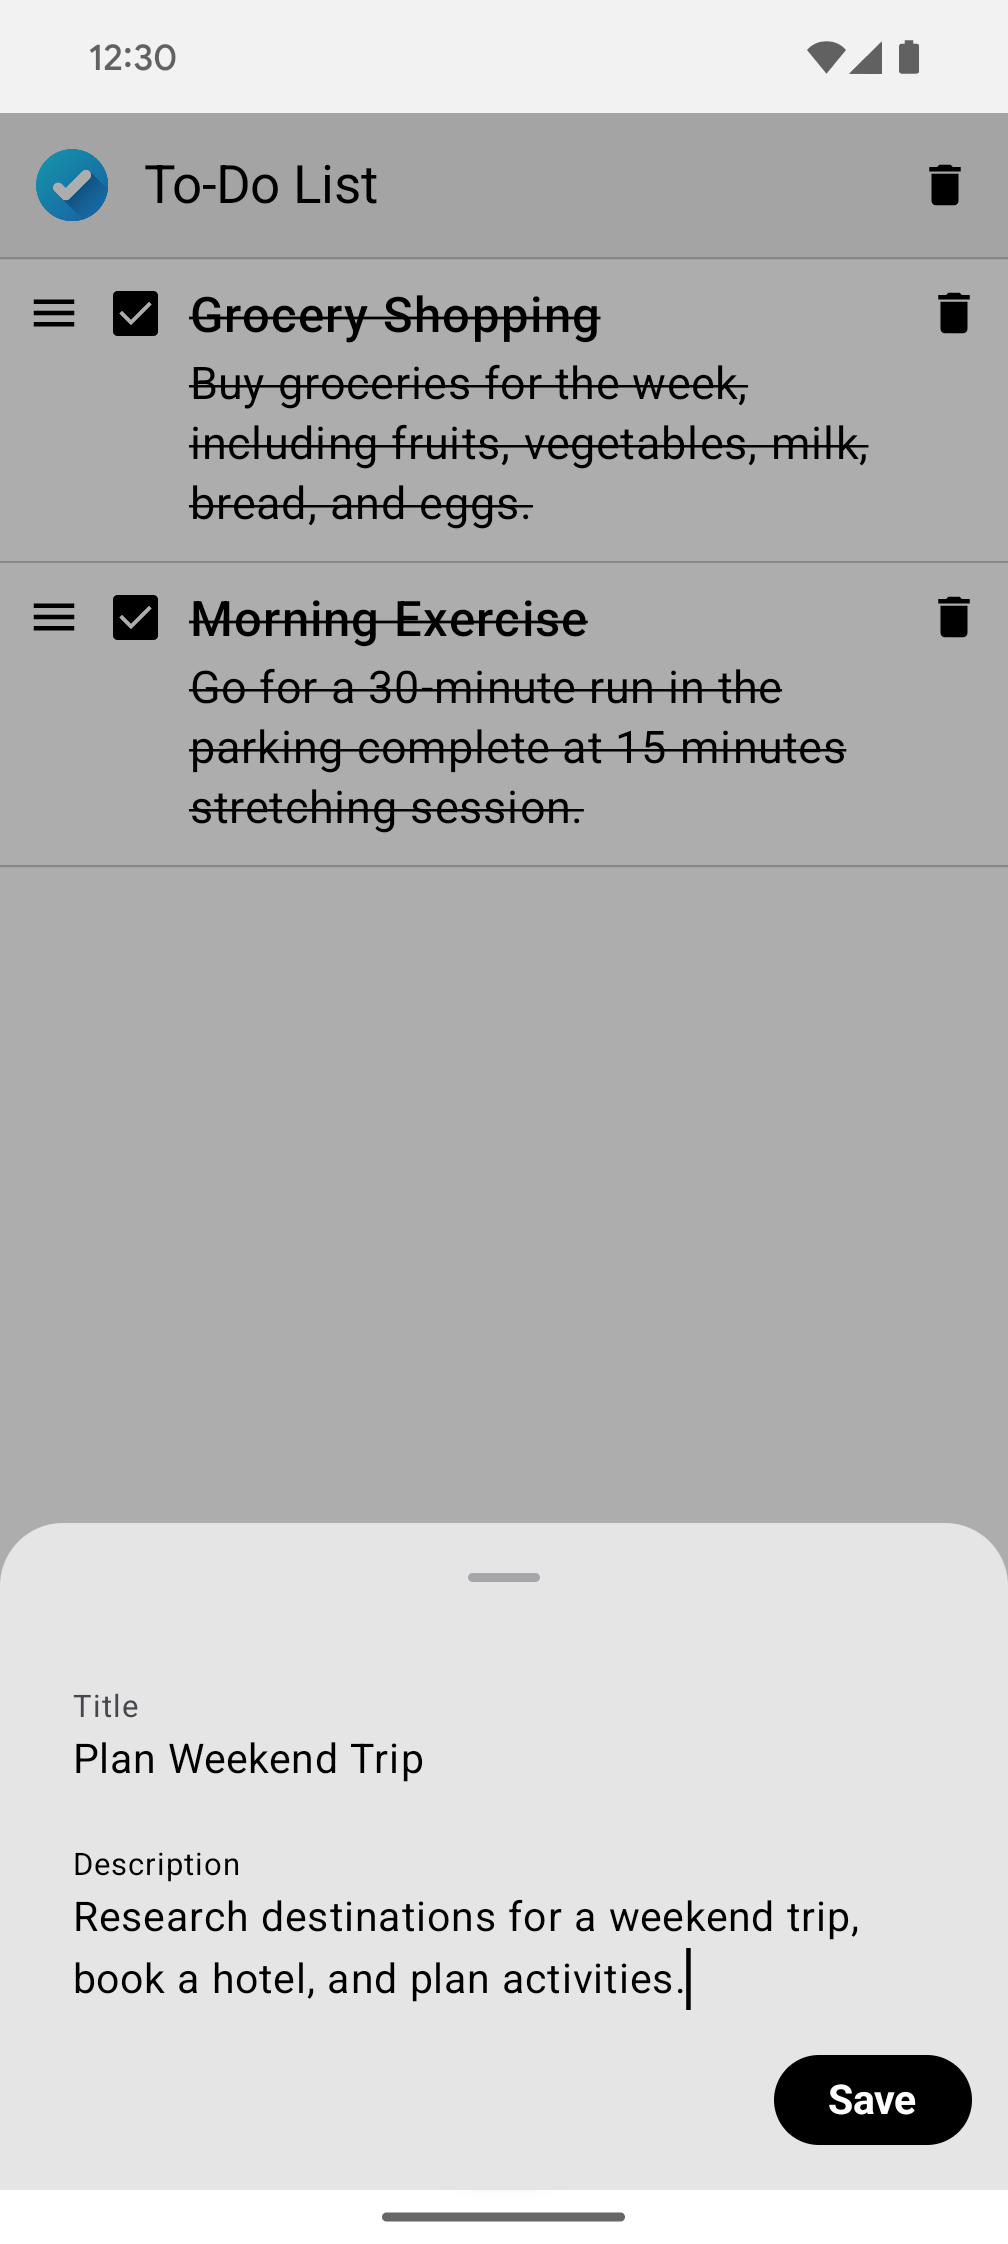 12:30
To-Do List
Grocery Shopping
Buy groceries for the week,
including fruits, vegetables, milk,
bread, and eggs.
Morning Exercise
Go for a 30-minute run in the
parking complete at 15 minutes
stretching session.
Title
Plan Weekend Trip
Description
Research destinations for a weekend trip,
book a hotel, and plan activities.
Save